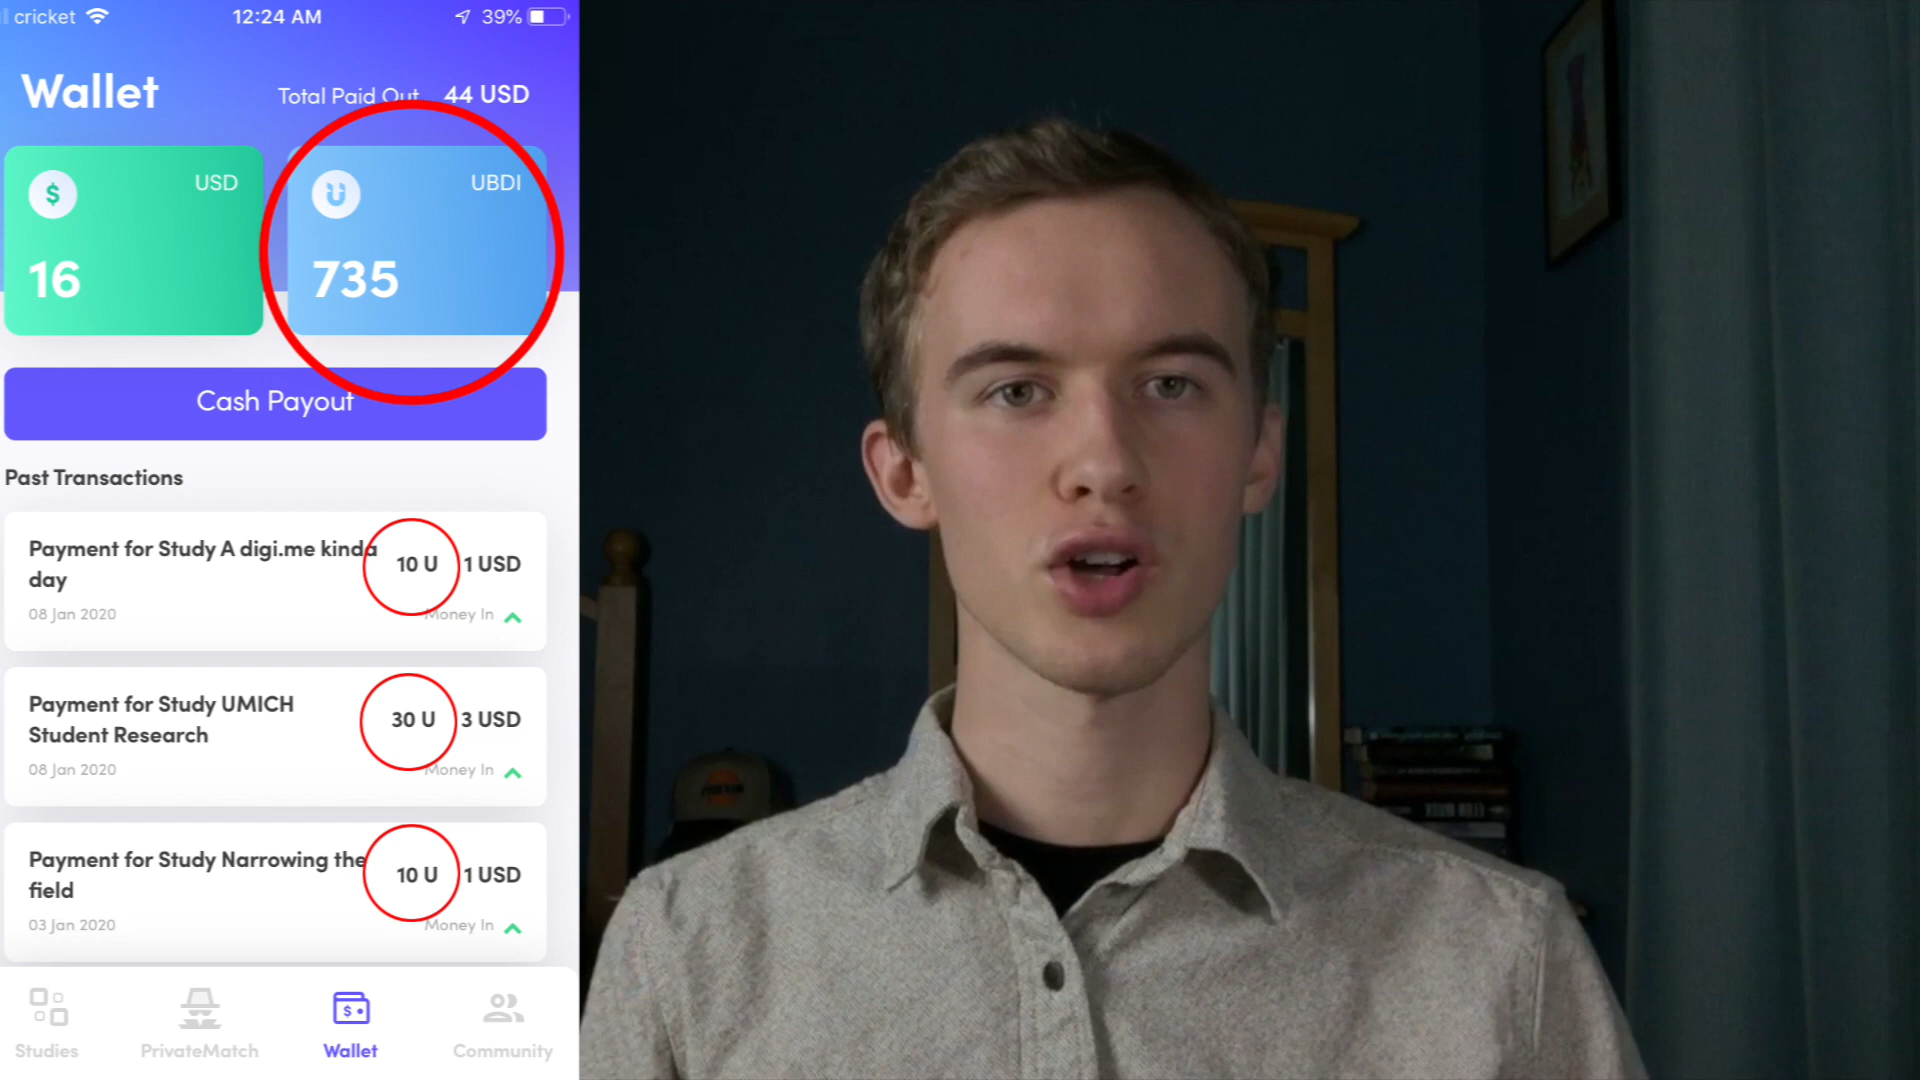 cricket 12:24 AM 39%
Wallet Total Paid Out 44 USD
$ USD
16
U UBDI
735
Cash Payout
Past Transactions
Payment for Study A digi.me kinda
day
10 U 1 USD
08 Jan 2020 Money In
Payment for Study UMICH
Student Research
30 U 3 USD
08 Jan 2020 Money In
Payment for Study Narrowing the
field
10 U 1 USD
03 Jan 2020 Money In
Studies PrivateMatch Wallet Community